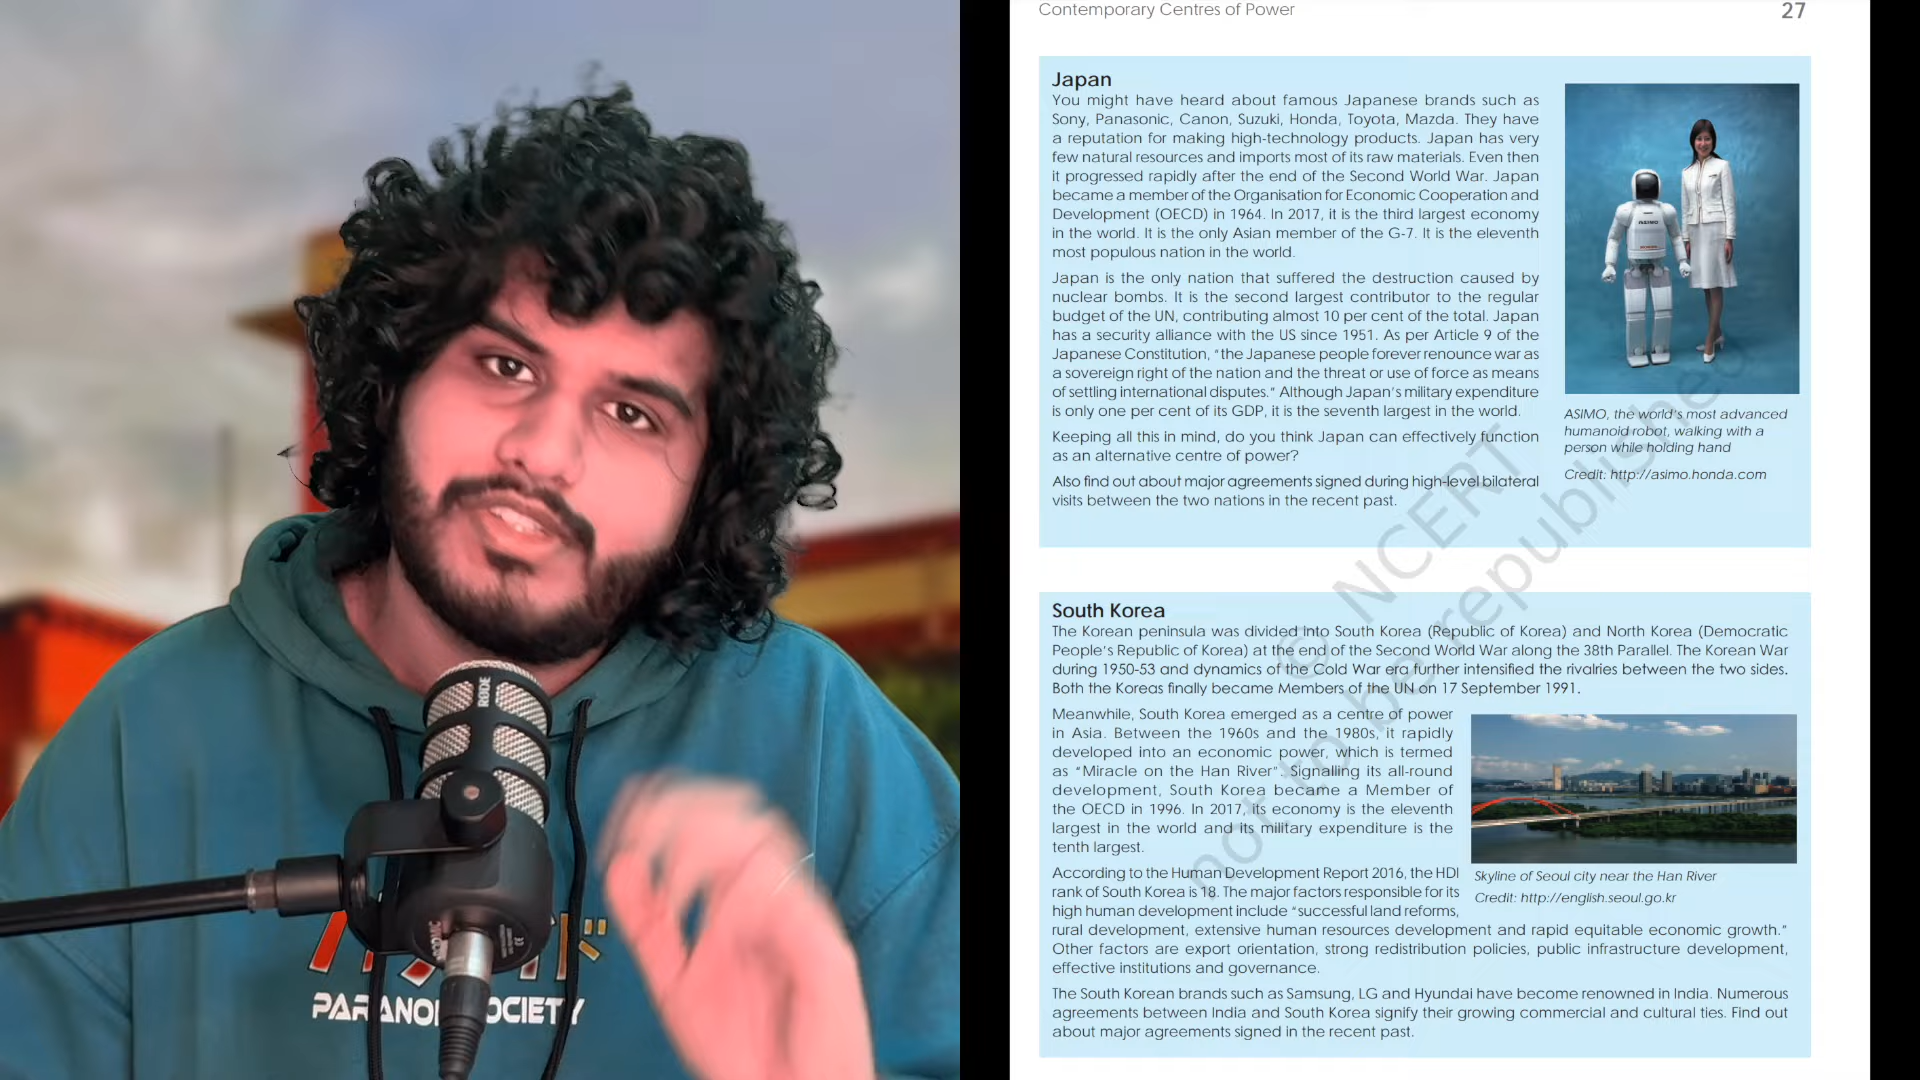 Contemporary Centres of Power
27
Japan
You might have heard about famous Japanese brands such as
Sony, Panasonic, Canon, Suzuki, Honda, Toyota, Mazda. They have
a reputation for making high-technology products. Japan has very
few natural resources and imports most of its raw materials. Even then
it progressed rapidly after the end of the Second World War. Japan
became a member of the Organisation for Economic Cooperation and
Development (OECD) in 1964. In 2017, it is the third largest economy
in the world. It is the only Asian member of the G-7. It is the eleventh
most populous nation in the world.
Japan is the only nation that suffered the destruction caused by
nuclear bombs. It is the second largest contributor to the regular
budget of the UN, contributing almost 10 per cent of the total. Japan
has a security alliance with the US since 1951. As per Article 9 of the
Japanese Constitution, “the Japanese people forever renounce war as
a sovereign right of the nation and the threat or use of force as means
of settling international disputes.” Although Japan's military expenditure
is only one per cent of its GDP, it is the seventh largest in the world.
Keeping all this in mind, do you think Japan can effectively function
as an alternative centre of power?
Also find out about major agreements signed during high-level bilateral
visits between the two nations in the recent past.
ASIMO, the world's most advanced
humanoid robot, walking with a
person while holding hand
Credit: http://asimo.honda.com
South Korea
The Korean peninsula was divided into South Korea (Republic of Korea) and North Korea (Democratic
People's Republic of Korea) at the end of the Second World War along the 38th Parallel. The Korean War
during 1950-53 and dynamics of the Cold War era further intensified the rivalries between the two sides.
Both the Koreas finally became Members of the UN on 17 September 1991.
Meanwhile, South Korea emerged as a centre of power
in Asia. Between the 1960s and the 1980s, it rapidly
developed into an economic power, which is termed
as “Miracle on the Han River”. Signalling its all-round
development, South Korea became a Member of
the OECD in 1996. In 2017, its economy is the eleventh
largest in the world and its military expenditure is the
tenth largest.
According to the Human Development Report 2016, the HDI
rank of South Korea is 18. The major factors responsible for its
high human development include “successful land reforms,
rural development, extensive human resources development and rapid equitable economic growth.”
Other factors are export orientation, strong redistribution policies, public infrastructure development,
effective institutions and governance.
Skyline of Seoul city near the Han River
Credit: http://english.seoul.go.kr
The South Korean brands such as Samsung, LG and Hyundai have become renowned in India. Numerous
agreements between India and South Korea signify their growing commercial and cultural ties. Find out
about major agreements signed in the recent past.
© NCERT
not to be republished
RØDE